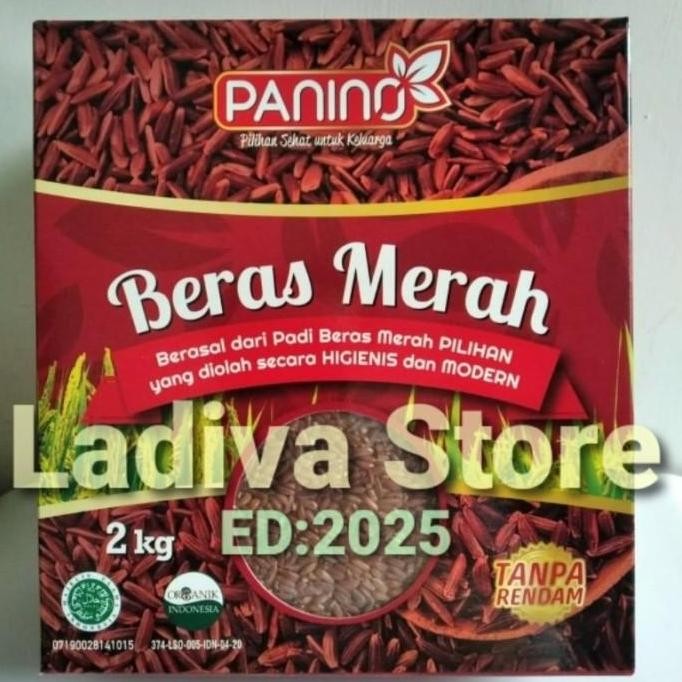 PANINO
Pilihan Sehat untuk Keluarga
Beras Merah
Berasal dari Padi Beras Merah PILIHAN
yang diolah secara HIGIENIS dan MODERN
Ladiva Store
2 kg
ED:2025
TANPA
RENDAM
ORGANIK
INDONESIA
07190028141015
374-LSO-005-IDN-04-20